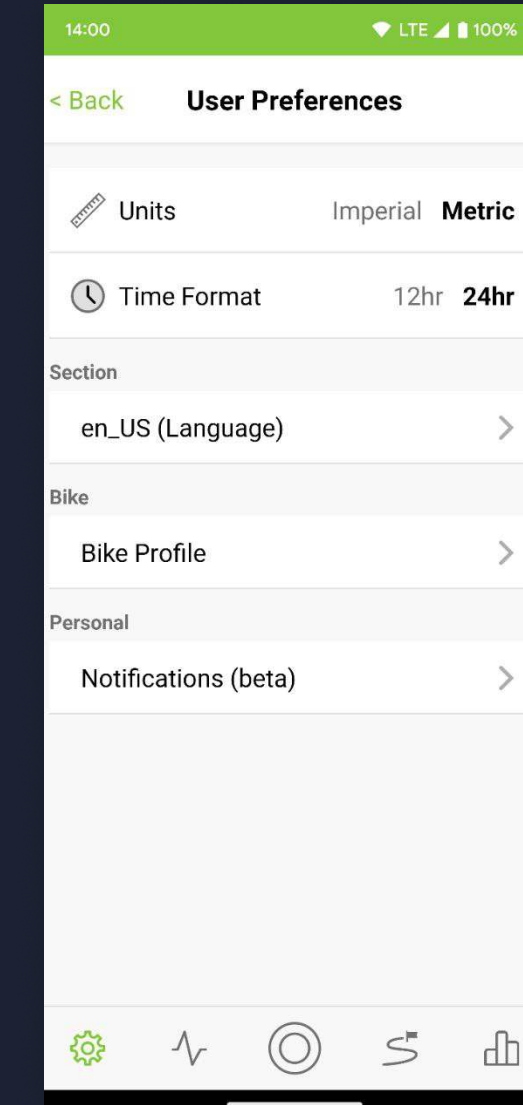 14:00 LTE 100%
< Back User Preferences
Units Imperial Metric
Time Format 12hr 24hr
Section
en_US (Language)
Bike
Bike Profile
Personal
Notifications (beta)